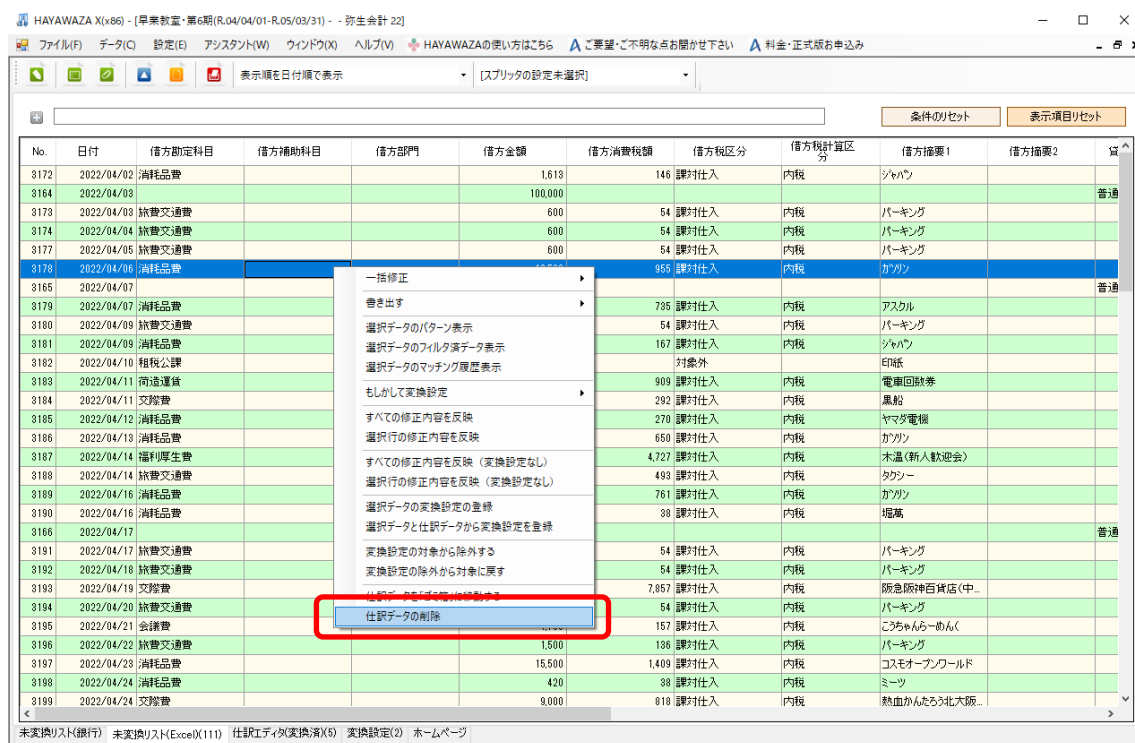 HAYAWAZA X(x86) - [早業教室・第6期(R.04/04/01-R.05/03/31) - - 弥生会計 22]
ファイル(F) データ(C) 設定(E) アシスタント(W) ウィンドウ(X) ヘルプ(V) HAYAWAZAの使い方はこちら ご要望・ご不明な点お聞かせ下さい 料金・正式版お申込み
表示順を日付順で表示 [スプリッタの設定未選択]
条件のリセット 表示項目リセット
No. 日付 借方勘定科目 借方補助科目 借方部門 借方金額 借方消費税額 借方税区分 借方税計算区分 借方摘要1 借方摘要2
3172 2022/04/02 消耗品費 1,613 146 課対仕入 内税 ジャパン
3164 2022/04/03 100,000 普通
3173 2022/04/03 旅費交通費 600 54 課対仕入 内税 パーキング
3174 2022/04/04 旅費交通費 600 54 課対仕入 内税 パーキング
3177 2022/04/05 旅費交通費 600 54 課対仕入 内税 パーキング
3178 2022/04/06 消耗品費 955 課対仕入 内税 ガソリン
3165 2022/04/07 普通
3179 2022/04/07 消耗品費 735 課対仕入 内税 アスクル
3180 2022/04/09 旅費交通費 54 課対仕入 内税 パーキング
3181 2022/04/09 消耗品費 167 課対仕入 内税 ジャパン
3182 2022/04/10 租税公課 対象外 印紙
3183 2022/04/11 荷造運賃 909 課対仕入 内税 電車回数券
3184 2022/04/11 交際費 292 課対仕入 内税 黒船
3185 2022/04/12 消耗品費 270 課対仕入 内税 ヤマダ電機
3186 2022/04/13 消耗品費 650 課対仕入 内税 ガソリン
3187 2022/04/14 福利厚生費 4,727 課対仕入 内税 木温(新人歓迎会)
3188 2022/04/14 旅費交通費 493 課対仕入 内税 タクシー
3189 2022/04/16 消耗品費 761 課対仕入 内税 ガソリン
3190 2022/04/16 消耗品費 38 課対仕入 内税 堀萬
3166 2022/04/17 普通
3191 2022/04/17 旅費交通費 54 課対仕入 内税 パーキング
3192 2022/04/18 旅費交通費 54 課対仕入 内税 パーキング
3193 2022/04/19 交際費 7,857 課対仕入 内税 阪急阪神百貨店(中...
3194 2022/04/20 旅費交通費 54 課対仕入 内税 パーキング
3195 2022/04/21 会議費 157 課対仕入 内税 こうちゃんらーめん(
3196 2022/04/22 旅費交通費 1,500 136 課対仕入 内税 パーキング
3197 2022/04/23 消耗品費 15,500 1,409 課対仕入 内税 コスモオープンワールド
3198 2022/04/24 消耗品費 420 38 課対仕入 内税 ミーツ
3199 2022/04/24 交際費 9,000 818 課対仕入 内税 熱血かんたろう北大阪...
一括修正
書き出す
選択データのパターン表示
選択データのフィルタ済データ表示
選択データのマッチング履歴表示
もしかして変換設定
すべての修正内容を反映
選択行の修正内容を反映
すべての修正内容を反映（変換設定なし）
選択行の修正内容を反映（変換設定なし）
選択データの変換設定の登録
選択データと仕訳データから変換設定を登録
変換設定の対象から除外する
変換設定の除外から対象に戻す
仕訳データを「ゴミ箱」に移動する
仕訳データの削除
未変換リスト(銀行) 未変換リスト(Excel)(111) 仕訳エディタ(変換済)(5) 変換設定(2) ホームページ